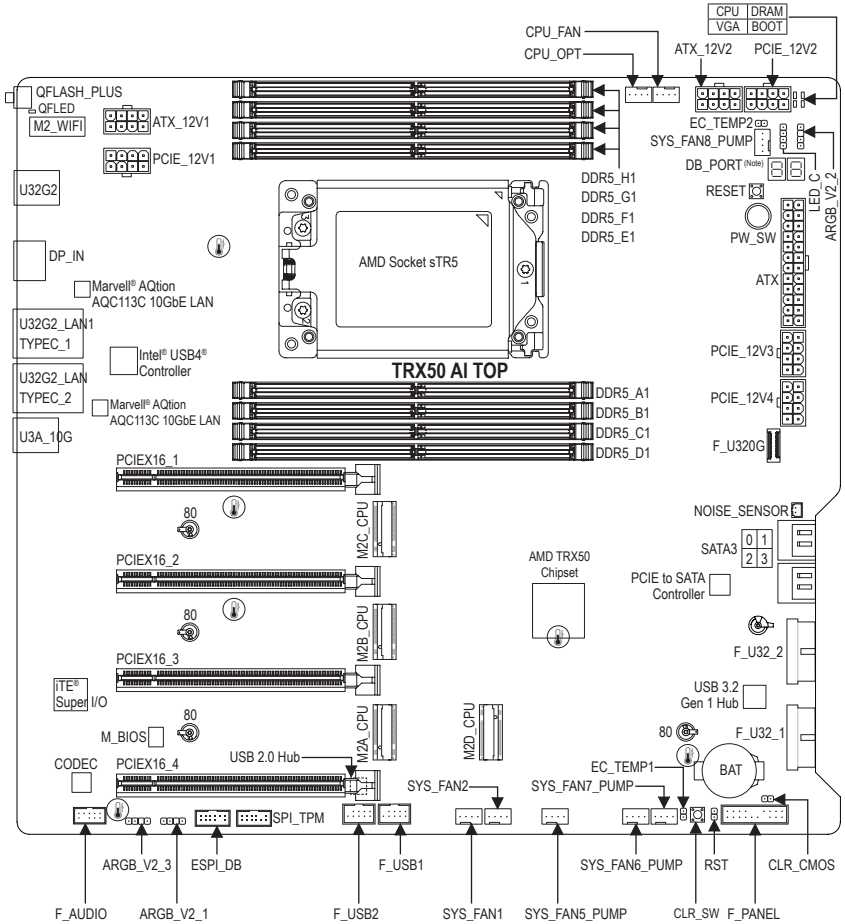 CPU DRAM
VGA BOOT
CPU_FAN
CPU_OPT
ATX_12V2
PCIE_12V2
QFLASH_PLUS
QFLED
M2_WIFI
ATX_12V1
PCIE_12V1
EC_TEMP2
SYS_FAN8_PUMP
DB_PORT(Note)
LED_C
ARGB_V2_2
RESET
PW_SW
DDR5_H1
DDR5_G1
DDR5_F1
DDR5_E1
U32G2
DP_IN
AMD Socket sTR5
3
2
1
ATX
Marvell® AQtion
AQC113C 10GbE LAN
U32G2_LAN1
TYPEC_1
Intel® USB4®
Controller
PCIE_12V3
TRX50 AI TOP
U32G2_LAN
TYPEC_2
Marvell® AQtion
AQC113C 10GbE LAN
DDR5_A1
DDR5_B1
DDR5_C1
DDR5_D1
PCIE_12V4
U3A_10G
F_U320G
PCIEX16_1
80
M2C_CPU
NOISE_SENSOR
SATA3
0 1
2 3
PCIEX16_2
AMD TRX50
Chipset
PCIE to SATA
Controller
80
M2B_CPU
F_U32_2
PCIEX16_3
iTE®
Super I/O
USB 3.2
Gen 1 Hub
80
M2A_CPU
M2D_CPU
80
F_U32_1
M_BIOS
CODEC
USB 2.0 Hub
PCIEX16_4
SYS_FAN2
SYS_FAN7_PUMP
EC_TEMP1
BAT
SPI_TPM
ARGB_V2_3
ESPI_DB
F_USB1
SYS_FAN6_PUMP
RST
CLR_CMOS
F_AUDIO
ARGB_V2_1
F_USB2
SYS_FAN1
SYS_FAN5_PUMP
CLR_SW
F_PANEL